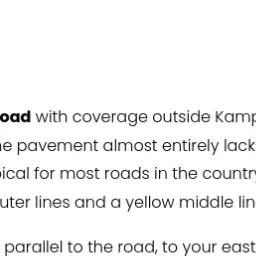 oad with coverage outside Kamp
ne pavement almost entirely lack
pical for most roads in the country
uter lines and a yellow middle lin
parallel to the road, to your east